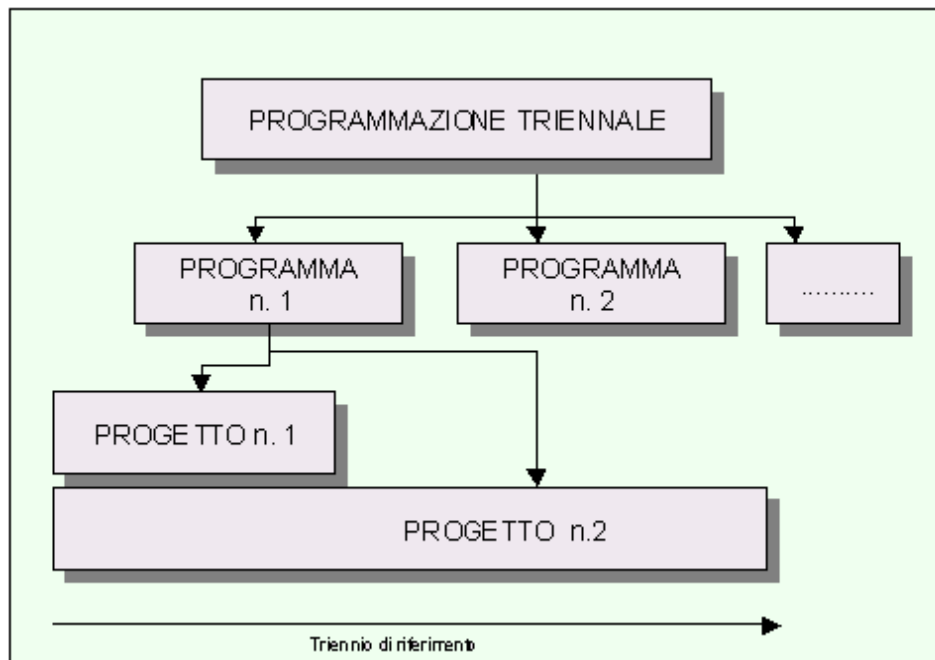 PROGRAMMAZIONE TRIENNALE
PROGRAMMA
n. 1
PROGRAMMA
n. 2
..........
PROGETTO n. 1
PROGETTO n.2
Triennio di riferimento